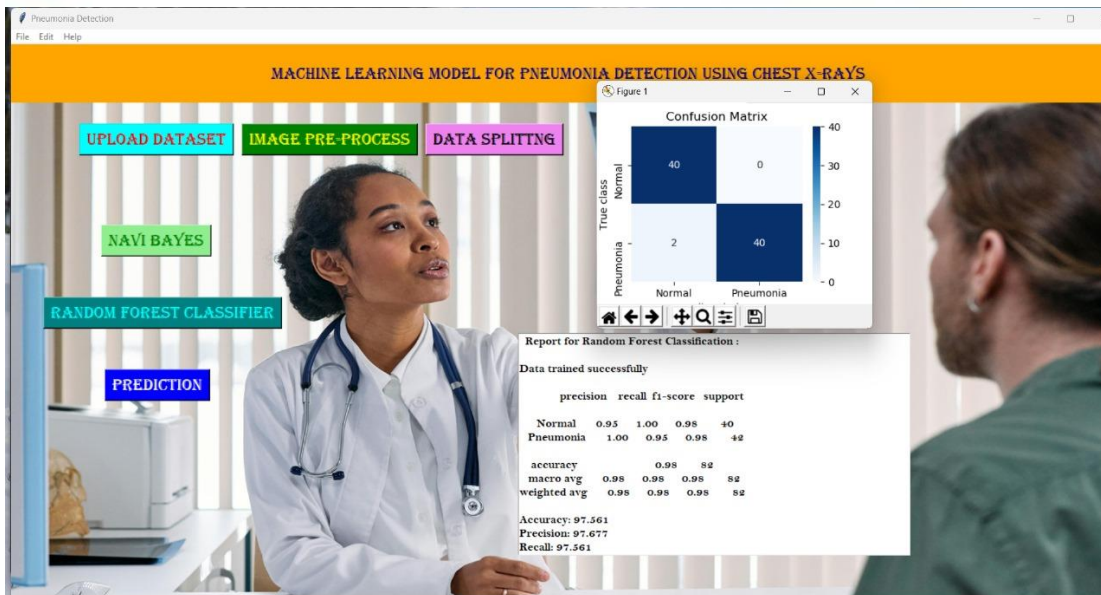 Pneumonia Detection
File Edit Help
MACHINE LEARNING MODEL FOR PNEUMONIA DETECTION USING CHEST X-RAYS
UPLOAD DATASET
IMAGE PRE-PROCESS
DATA SPLITTNG
NAVI BAYES
RANDOM FOREST CLASSIFIER
PREDICTION
Figure 1
Confusion Matrix
True class
Normal
40
0
Pneumonia
2
40
Normal Pneumonia
40
30
20
10
0
Report for Random Forest Classification :
Data trained successfully
precision recall f1-score support
Normal 0.95 1.00 0.98 40
Pneumonia 1.00 0.95 0.98 42
accuracy 0.98 82
macro avg 0.98 0.98 0.98 82
weighted avg 0.98 0.98 0.98 82
Accuracy: 97.561
Precision: 97.677
Recall: 97.561